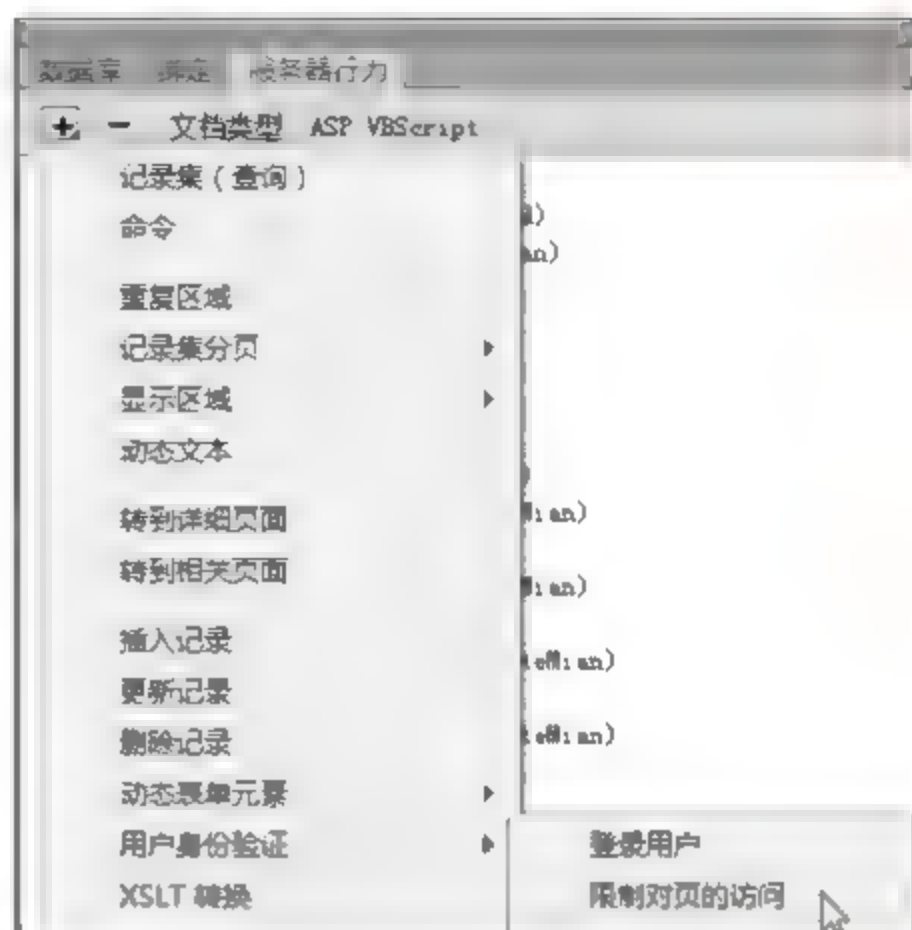 数据库 绑定 服务器行为
文档类型 ASP VBScript
记录集(查询)
命令
重复区域
记录集分页
显示区域
动态文本
转到详细页面
转到相关页面
插入记录
更新记录
删除记录
动态表单元素
用户身份验证
登录用户
XSLT 转换
限制对页的访问